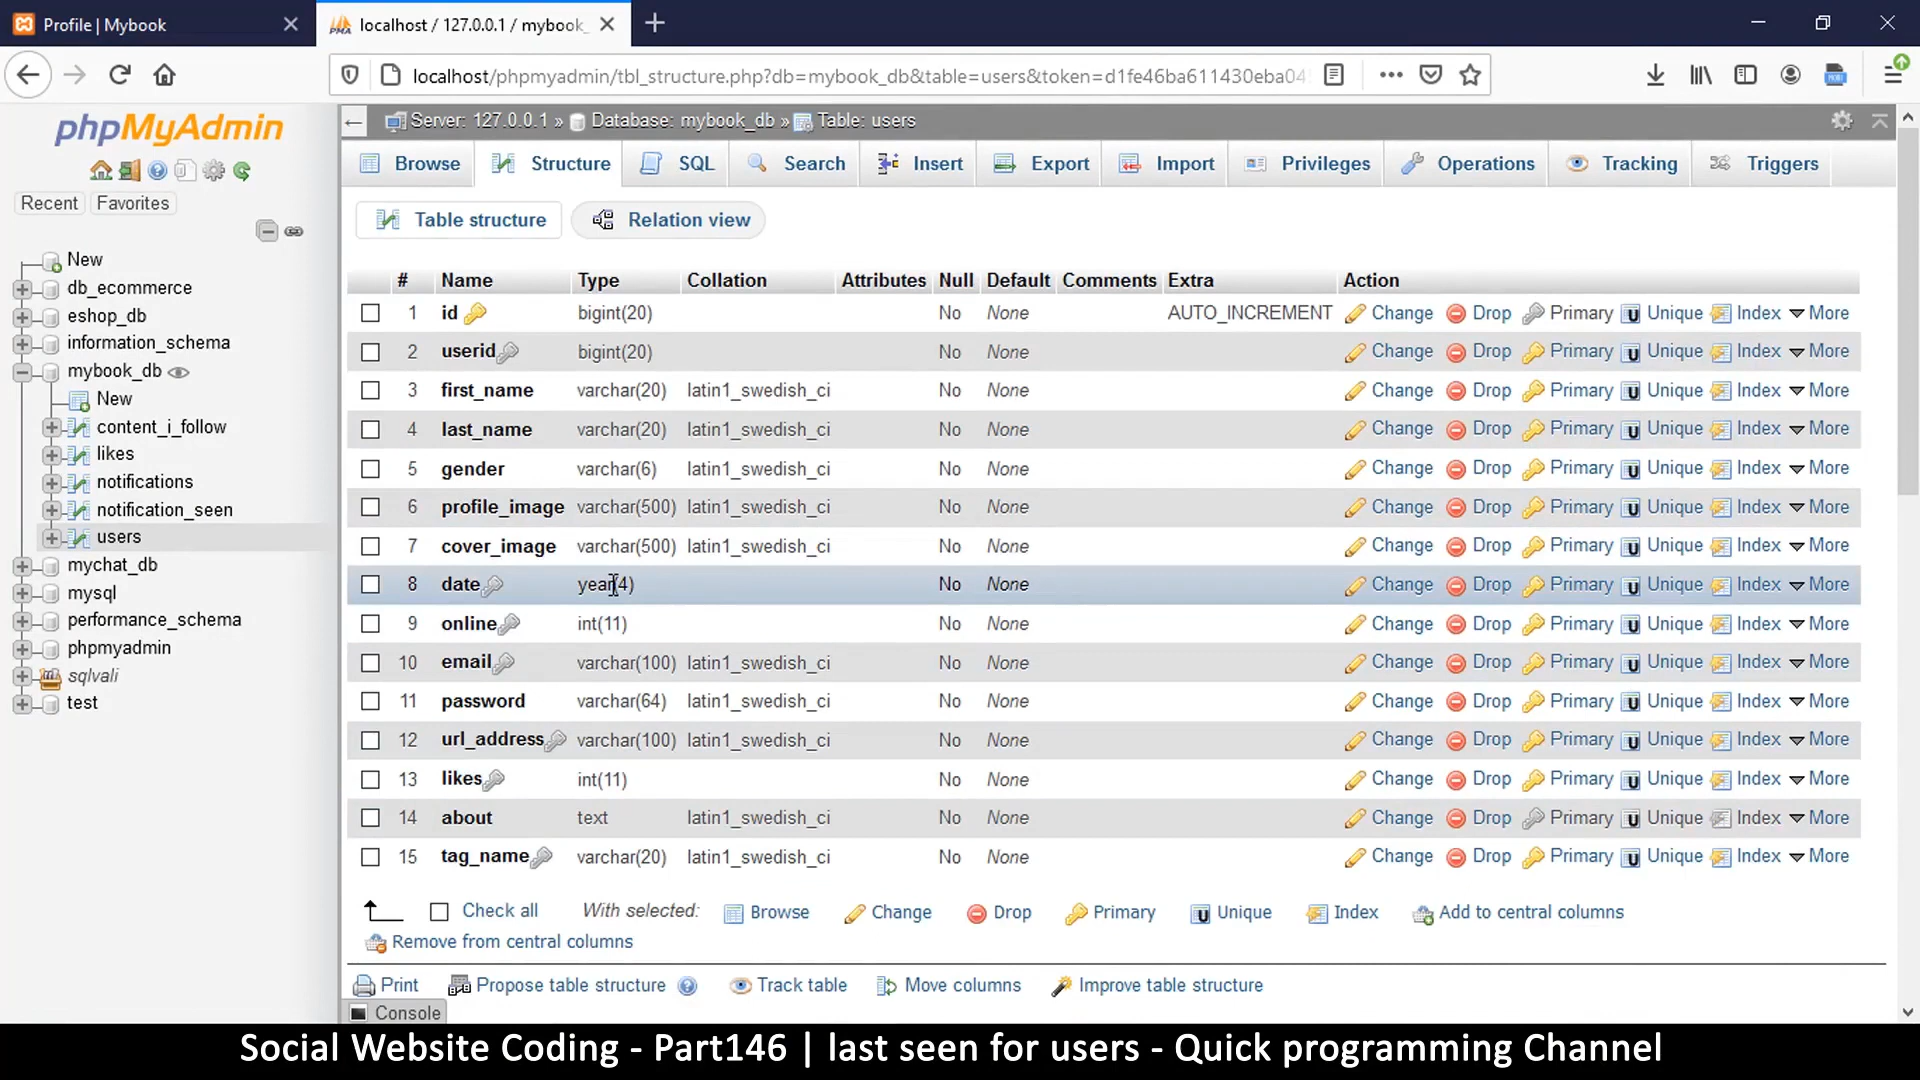 Profile | Mybook
localhost / 127.0.0.1 / mybook_
localhost/phpmyadmin/tbl_structure.php?db=mybook_db&table=users&token=d1fe46ba611430eba04
phpMyAdmin
Recent Favorites
New
db_ecommerce
eshop_db
information_schema
mybook_db
New
content_i_follow
likes
notifications
notification_seen
users
mychat_db
mysql
performance_schema
phpmyadmin
sqlvali
test
Server: 127.0.0.1 » Database: mybook_db » Table: users
Browse Structure SQL Search Insert Export Import Privileges Operations Tracking Triggers
Table structure Relation view
# Name Type Collation Attributes Null Default Comments Extra Action
1 id bigint(20) No None AUTO_INCREMENT Change Drop Primary Unique Index More
2 userid bigint(20) No None Change Drop Primary Unique Index More
3 first_name varchar(20) latin1_swedish_ci No None Change Drop Primary Unique Index More
4 last_name varchar(20) latin1_swedish_ci No None Change Drop Primary Unique Index More
5 gender varchar(6) latin1_swedish_ci No None Change Drop Primary Unique Index More
6 profile_image varchar(500) latin1_swedish_ci No None Change Drop Primary Unique Index More
7 cover_image varchar(500) latin1_swedish_ci No None Change Drop Primary Unique Index More
8 date year(4) No None Change Drop Primary Unique Index More
9 online int(11) No None Change Drop Primary Unique Index More
10 email varchar(100) latin1_swedish_ci No None Change Drop Primary Unique Index More
11 password varchar(64) latin1_swedish_ci No None Change Drop Primary Unique Index More
12 url_address varchar(100) latin1_swedish_ci No None Change Drop Primary Unique Index More
13 likes int(11) No None Change Drop Primary Unique Index More
14 about text latin1_swedish_ci No None Change Drop Primary Unique Index More
15 tag_name varchar(20) latin1_swedish_ci No None Change Drop Primary Unique Index More
Check all With selected: Browse Change Drop Primary Unique Index Add to central columns
Remove from central columns
Print Propose table structure Track table Move columns Improve table structure
Console
Social Website Coding - Part146 | last seen for users - Quick programming Channel